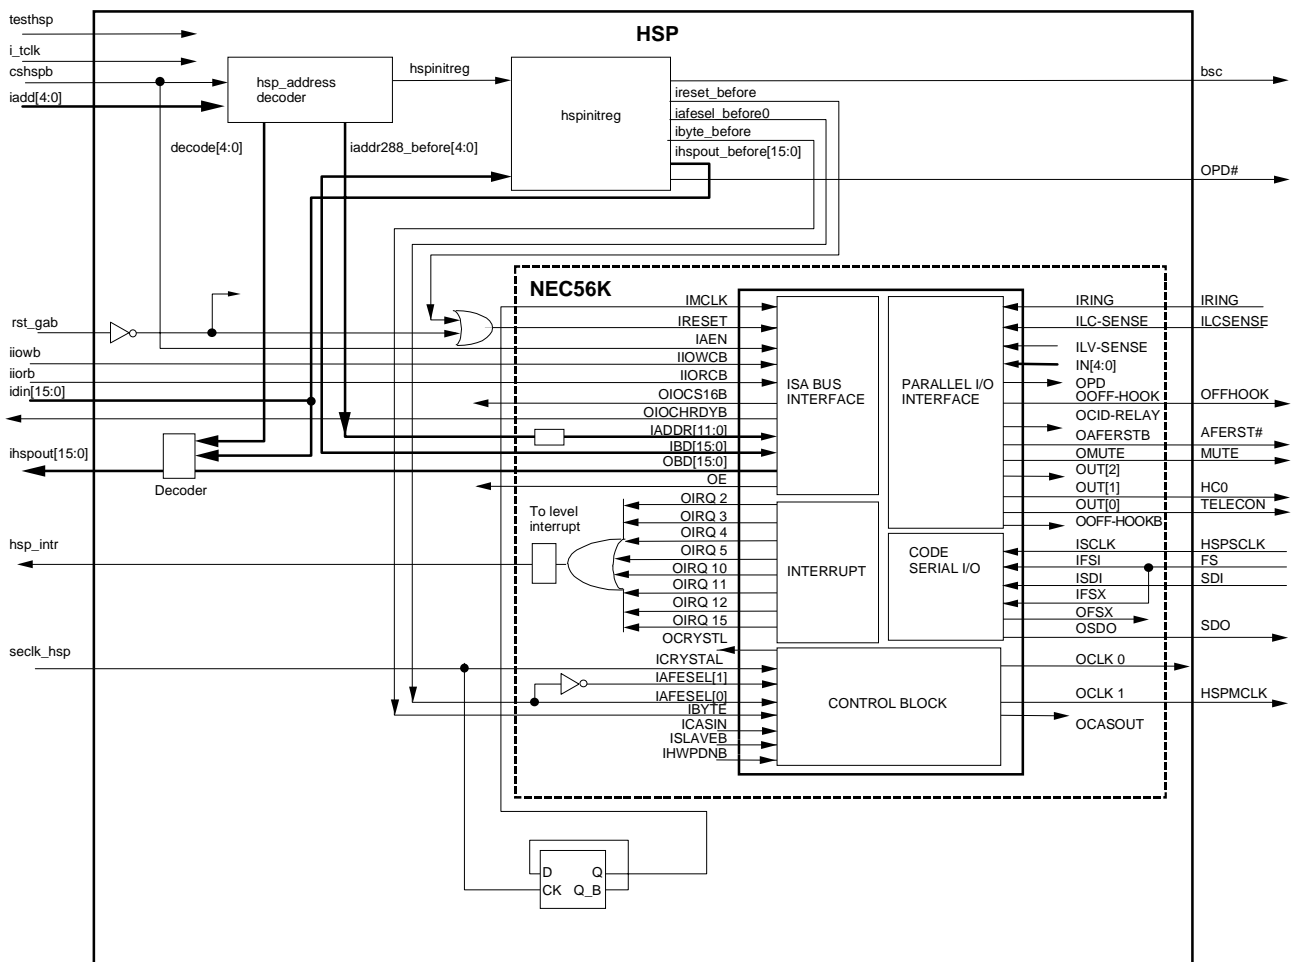 HSP
testhsp
i_tclk
cshspb
iadd[4:0]
hsp_address
decoder
hspinitreg
hspinitreg
bsc
ireset_before
iafesel_before0
ibyte_before
ihspout_before[15:0]
decode[4:0]
iaddr288_before[4:0]
OPD#
NEC56K
rst_gab
iiowb
iiorb
idin[15:0]
ihspout[15:0]
Decoder
hsp_intr
To level
interrupt
seclk_hsp
IMCLK
IRESET
IAEN
IIOWCB
IIORCB
OIOCS16B
OIOCHRDYB
IADDR[11:0]
IBD[15:0]
OBD[15:0]
OE
OIRQ 2
OIRQ 3
OIRQ 4
OIRQ 5
OIRQ 10
OIRQ 11
OIRQ 12
OIRQ 15
OCRYSTL
ICRYSTAL
IAFESEL[1]
IAFESEL[0]
IBYTE
ICASIN
ISLAVEB
IHWPDNB
ISA BUS
INTERFACE
PARALLEL I/O
INTERFACE
INTERRUPT
CODE
SERIAL I/O
CONTROL BLOCK
IRING
ILC-SENSE
ILV-SENSE
IN[4:0]
OPD
OOFF-HOOK
OCID-RELAY
OAFERSTB
OMUTE
OUT[2]
OUT[1]
OUT[0]
OOFF-HOOKB
ISCLK
IFSI
ISDI
IFSX
OFSX
OSDO
OCLK 0
OCLK 1
OCASOUT
IRING
ILCSENSE
OFFHOOK
AFERST#
MUTE
HC0
TELECON
HSPSCLK
FS
SDI
SDO
HSPMCLK
D Q
CK Q_B